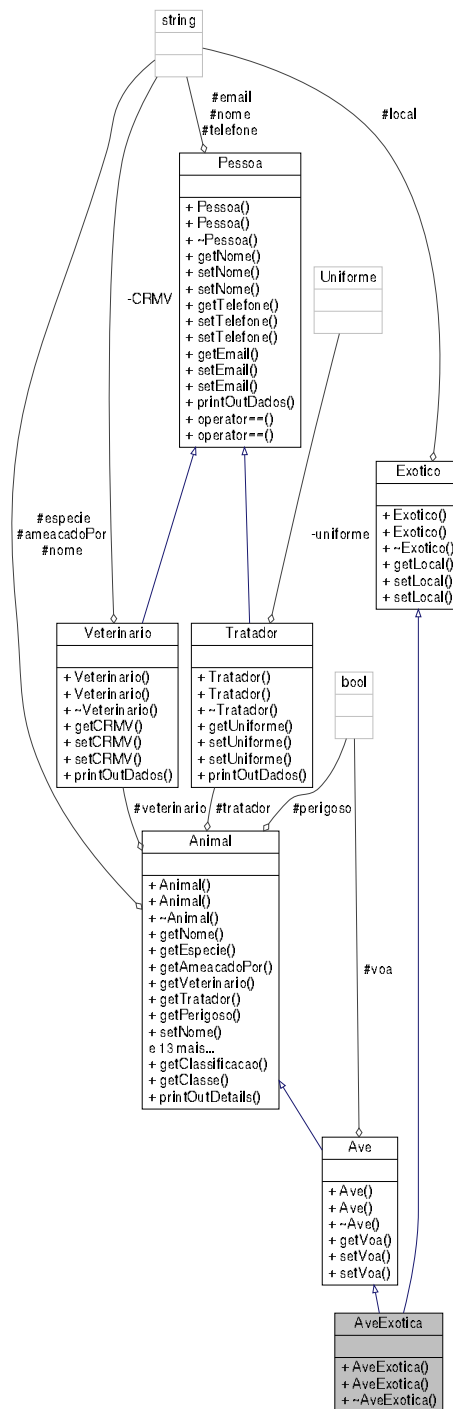 string
#email
#nome
#telefone
#local
Pessoa
+ Pessoa()
+ Pessoa()
+ ~Pessoa()
+ getNome()
+ setNome()
+ setNome()
+ getTelefone()
+ setTelefone()
+ setTelefone()
+ getEmail()
+ setEmail()
+ setEmail()
+ printOutDados()
+ operator==()
+ operator==()
Uniforme
-CRMV
Exotico
+ Exotico()
+ Exotico()
+ ~Exotico()
+ getLocal()
+ setLocal()
+ setLocal()
#especie
#ameacadoPor
#nome
-uniforme
Veterinario
+ Veterinario()
+ Veterinario()
+ ~Veterinario()
+ getCRMV()
+ setCRMV()
+ setCRMV()
+ printOutDados()
Tratador
+ Tratador()
+ Tratador()
+ ~Tratador()
+ getUniforme()
+ setUniforme()
+ setUniforme()
+ printOutDados()
bool
#veterinario
#tratador
#perigoso
Animal
+ Animal()
+ Animal()
+ ~Animal()
+ getNome()
+ getEspecie()
+ getAmeacadoPor()
+ getVeterinario()
+ getTratador()
+ getPerigoso()
+ setNome()
e 13 mais...
+ getClassificacao()
+ getClasse()
+ printOutDetails()
#voa
Ave
+ Ave()
+ Ave()
+ ~Ave()
+ getVoa()
+ setVoa()
+ setVoa()
AveExotica
+ AveExotica()
+ AveExotica()
+ ~AveExotica()